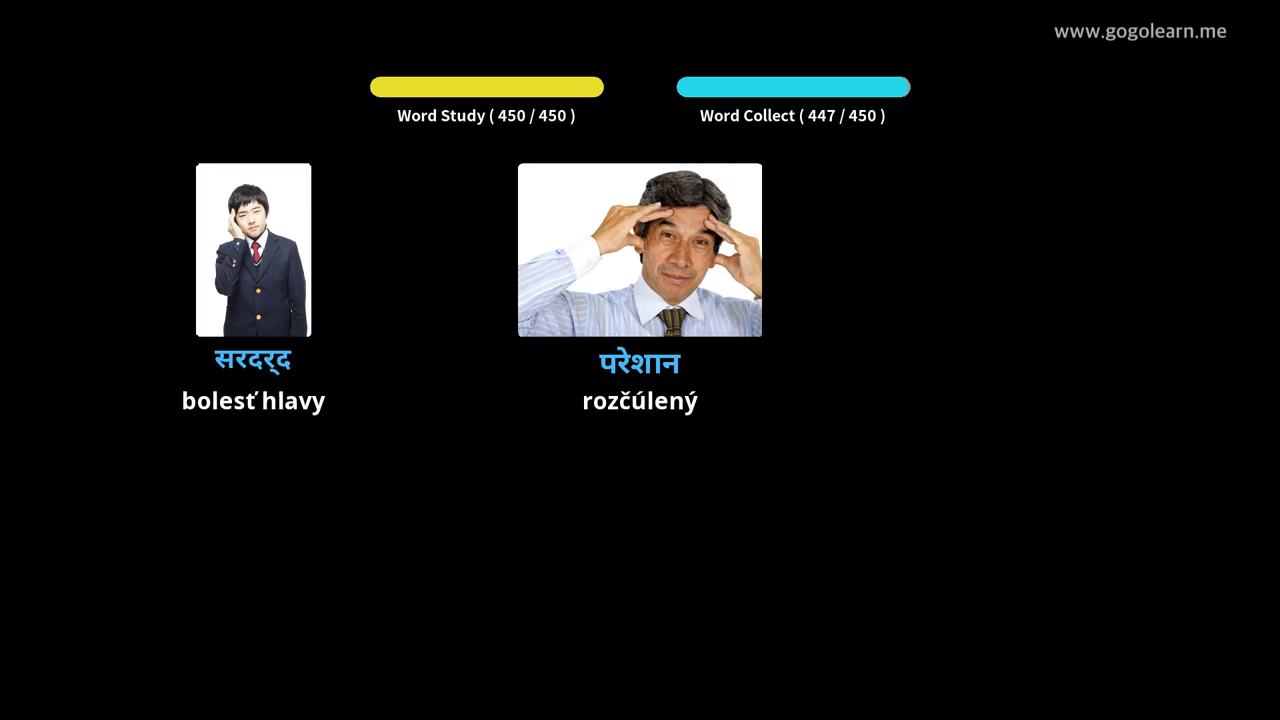 www.gogolearn.me
Word Study ( 450 / 450 )
Word Collect ( 447 / 450 )
सरदर्द
परेशान
bolesť hlavy
rozčúlený